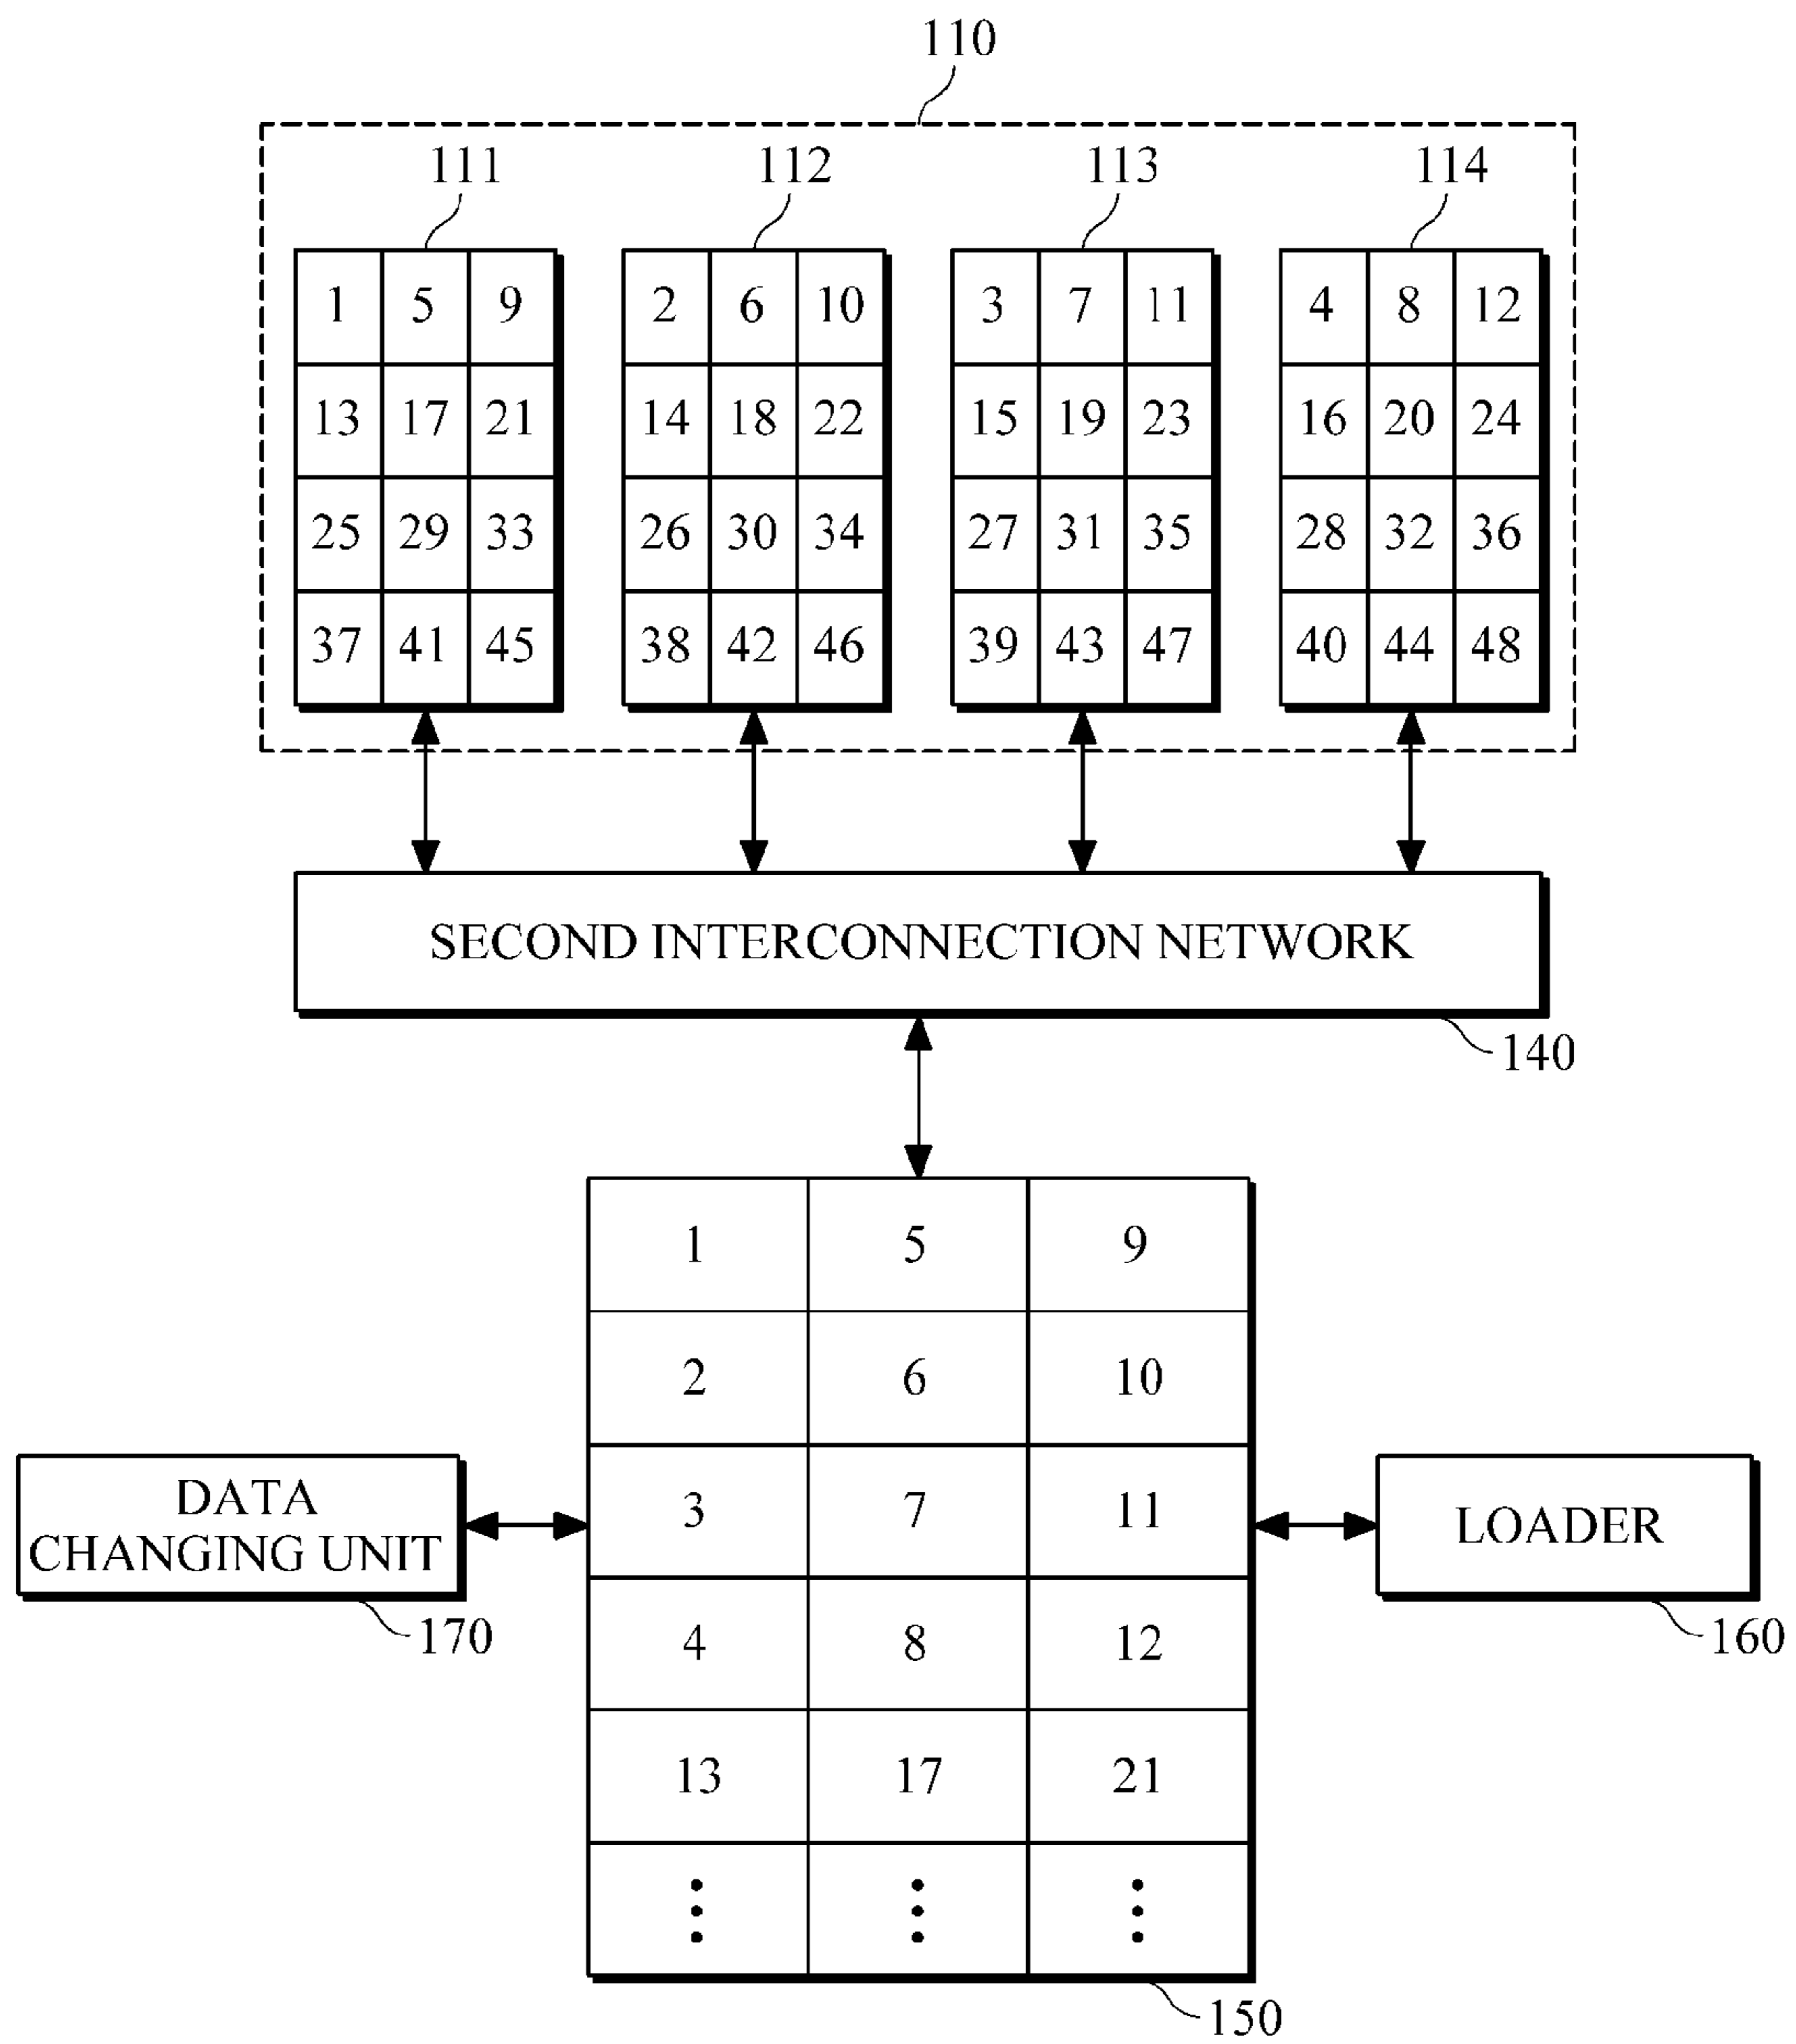 110
111 112 113 114
1 5 9 2 6 10 3 7 11 4 8 12
13 17 21 14 18 22 15 19 23 16 20 24
25 29 33 26 30 34 27 31 35 28 32 36
37 41 45 38 42 46 39 43 47 40 44 48
SECOND INTERCONNECTION NETWORK
140
1 5 9
2 6 10
3 7 11
DATA
CHANGING UNIT
170
LOADER
160
4 8 12
13 17 21
150